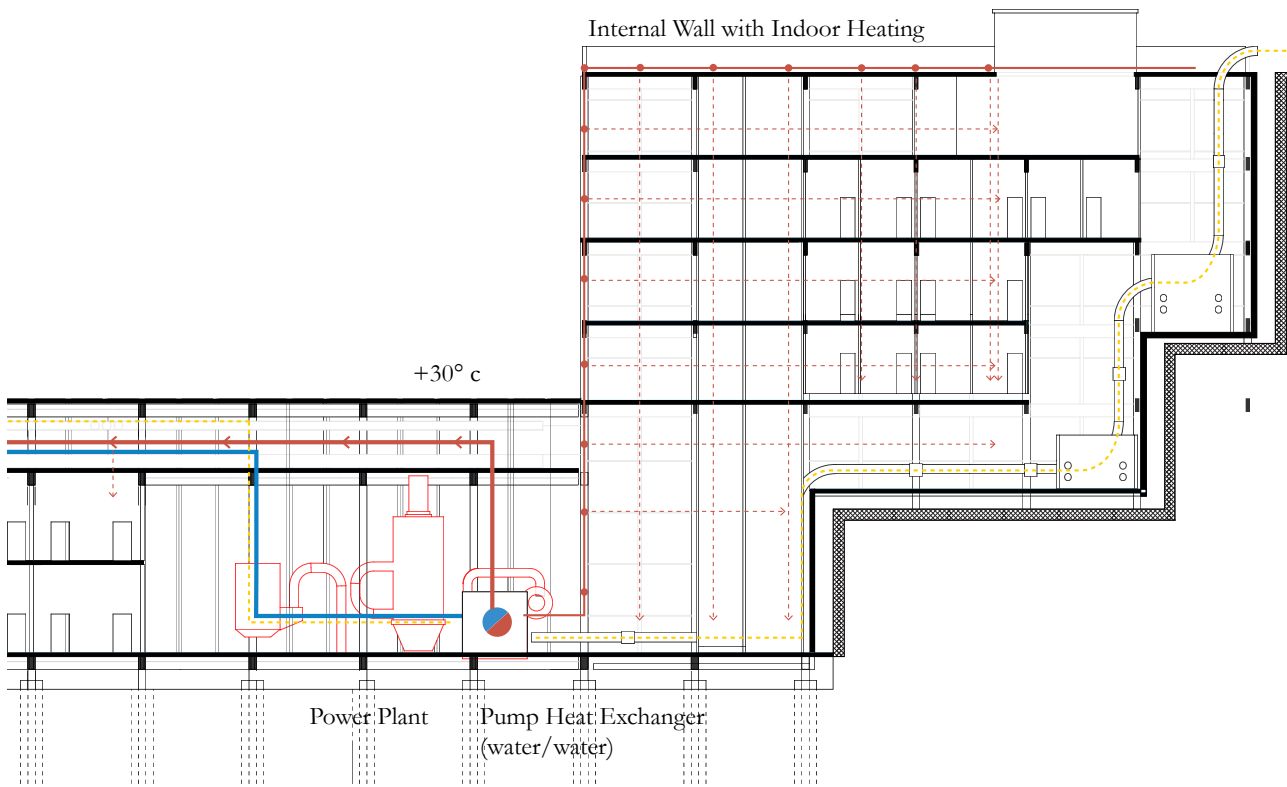 Internal Wall with Indoor Heating
+30° c
Power Plant
Pump Heat Exchanger
(water/water)